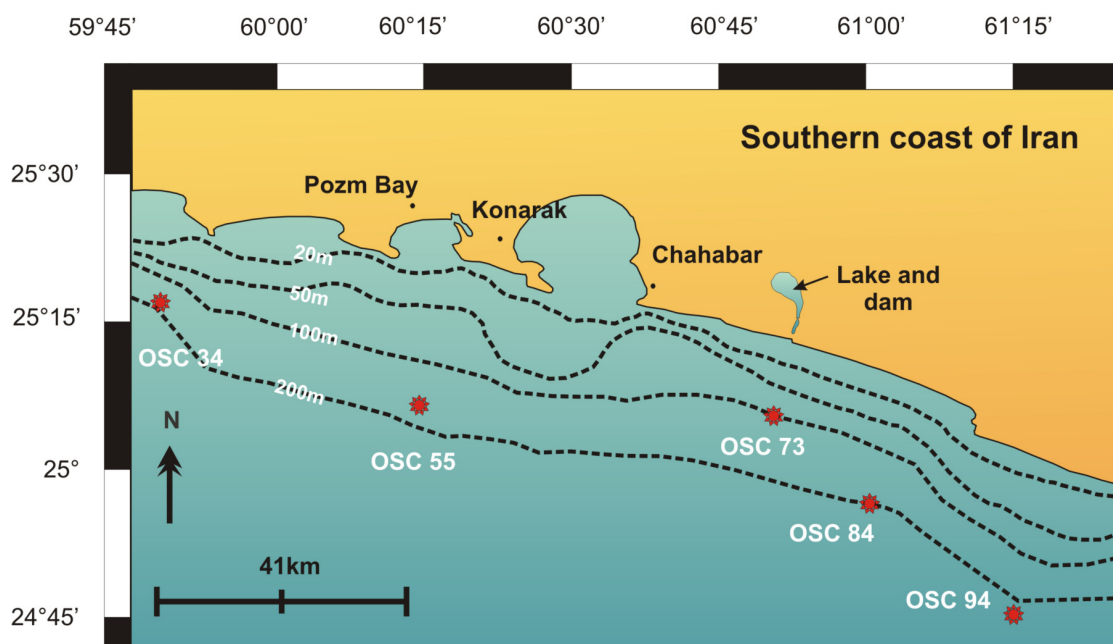 59°45’ 60°00’ 60°15’ 60°30’ 60°45’ 61°00’ 61°15’
Southern coast of Iran
25°30’
Pozm Bay
Konarak
Chahabar
Lake and
dam
20m
50m
25°15’
100m
OSC 34
200m
N
OSC 55
OSC 73
25°
OSC 84
41km
OSC 94
24°45’